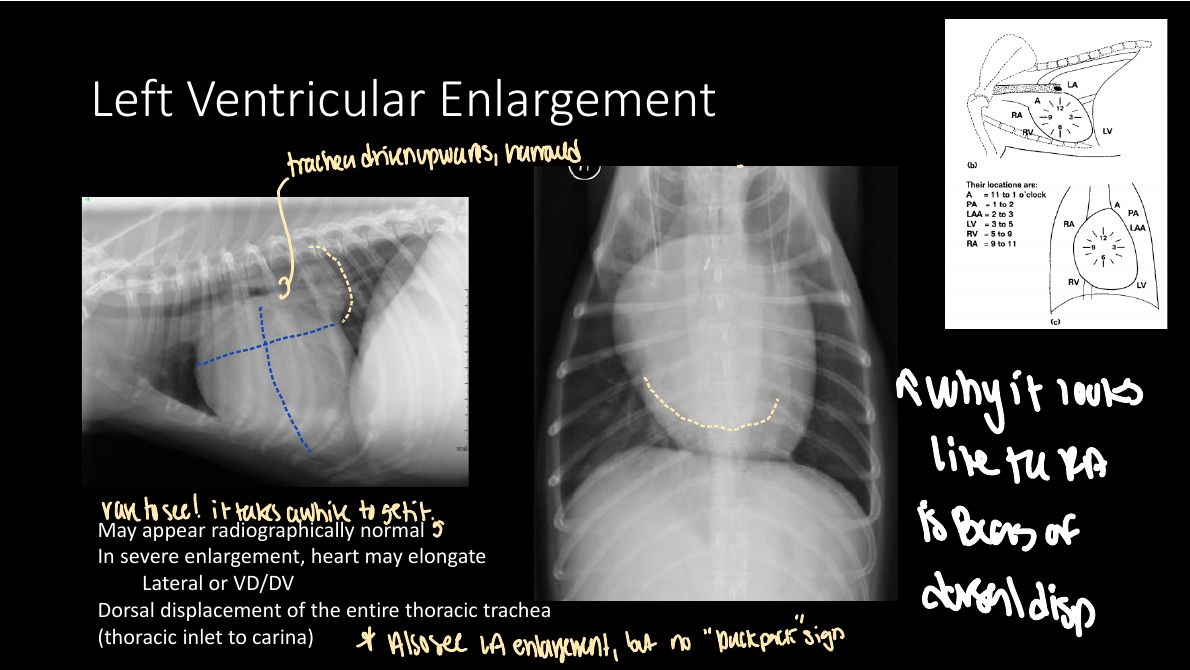 Left Ventricular Enlargement
trachea driven upwards, narrowed
rare to see! it takes awhile to get it.
May appear radiographically normal
In severe enlargement, heart may elongate
Lateral or VD/DV
Dorsal displacement of the entire thoracic trachea
(thoracic inlet to carina)
* Also see LA enlargement, but no "backpack" sign
LA
A
12
RA
9
3
RV
6
LV
(b)
Their locations are:
A = 11 to 1 o'clock
PA = 1 to 2
LAA = 2 to 3
LV = 3 to 5
RV = 5 to 9
RA = 9 to 11
A
PA
RA
LAA
12
9
3
6
RV
LV
(c)
↑ Why it looks
like the RA
is of
dorsal disp